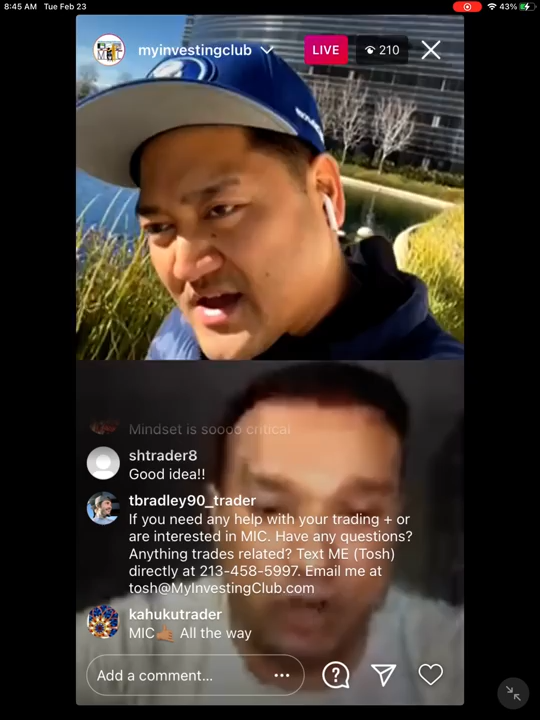 8:45 AM Tue Feb 23
43%
myinvestingclub
LIVE
210
Mindset is soooo critical
shtrader8
Good idea!!
tbradley90_trader
If you need any help with your trading + or
are interested in MIC. Have any questions?
Anything trades related? Text ME (Tosh)
directly at 213-458-5997. Email me at
tosh@MyInvestingClub.com
kahukutrader
MIC🤙🏽 All the way
Add a comment...